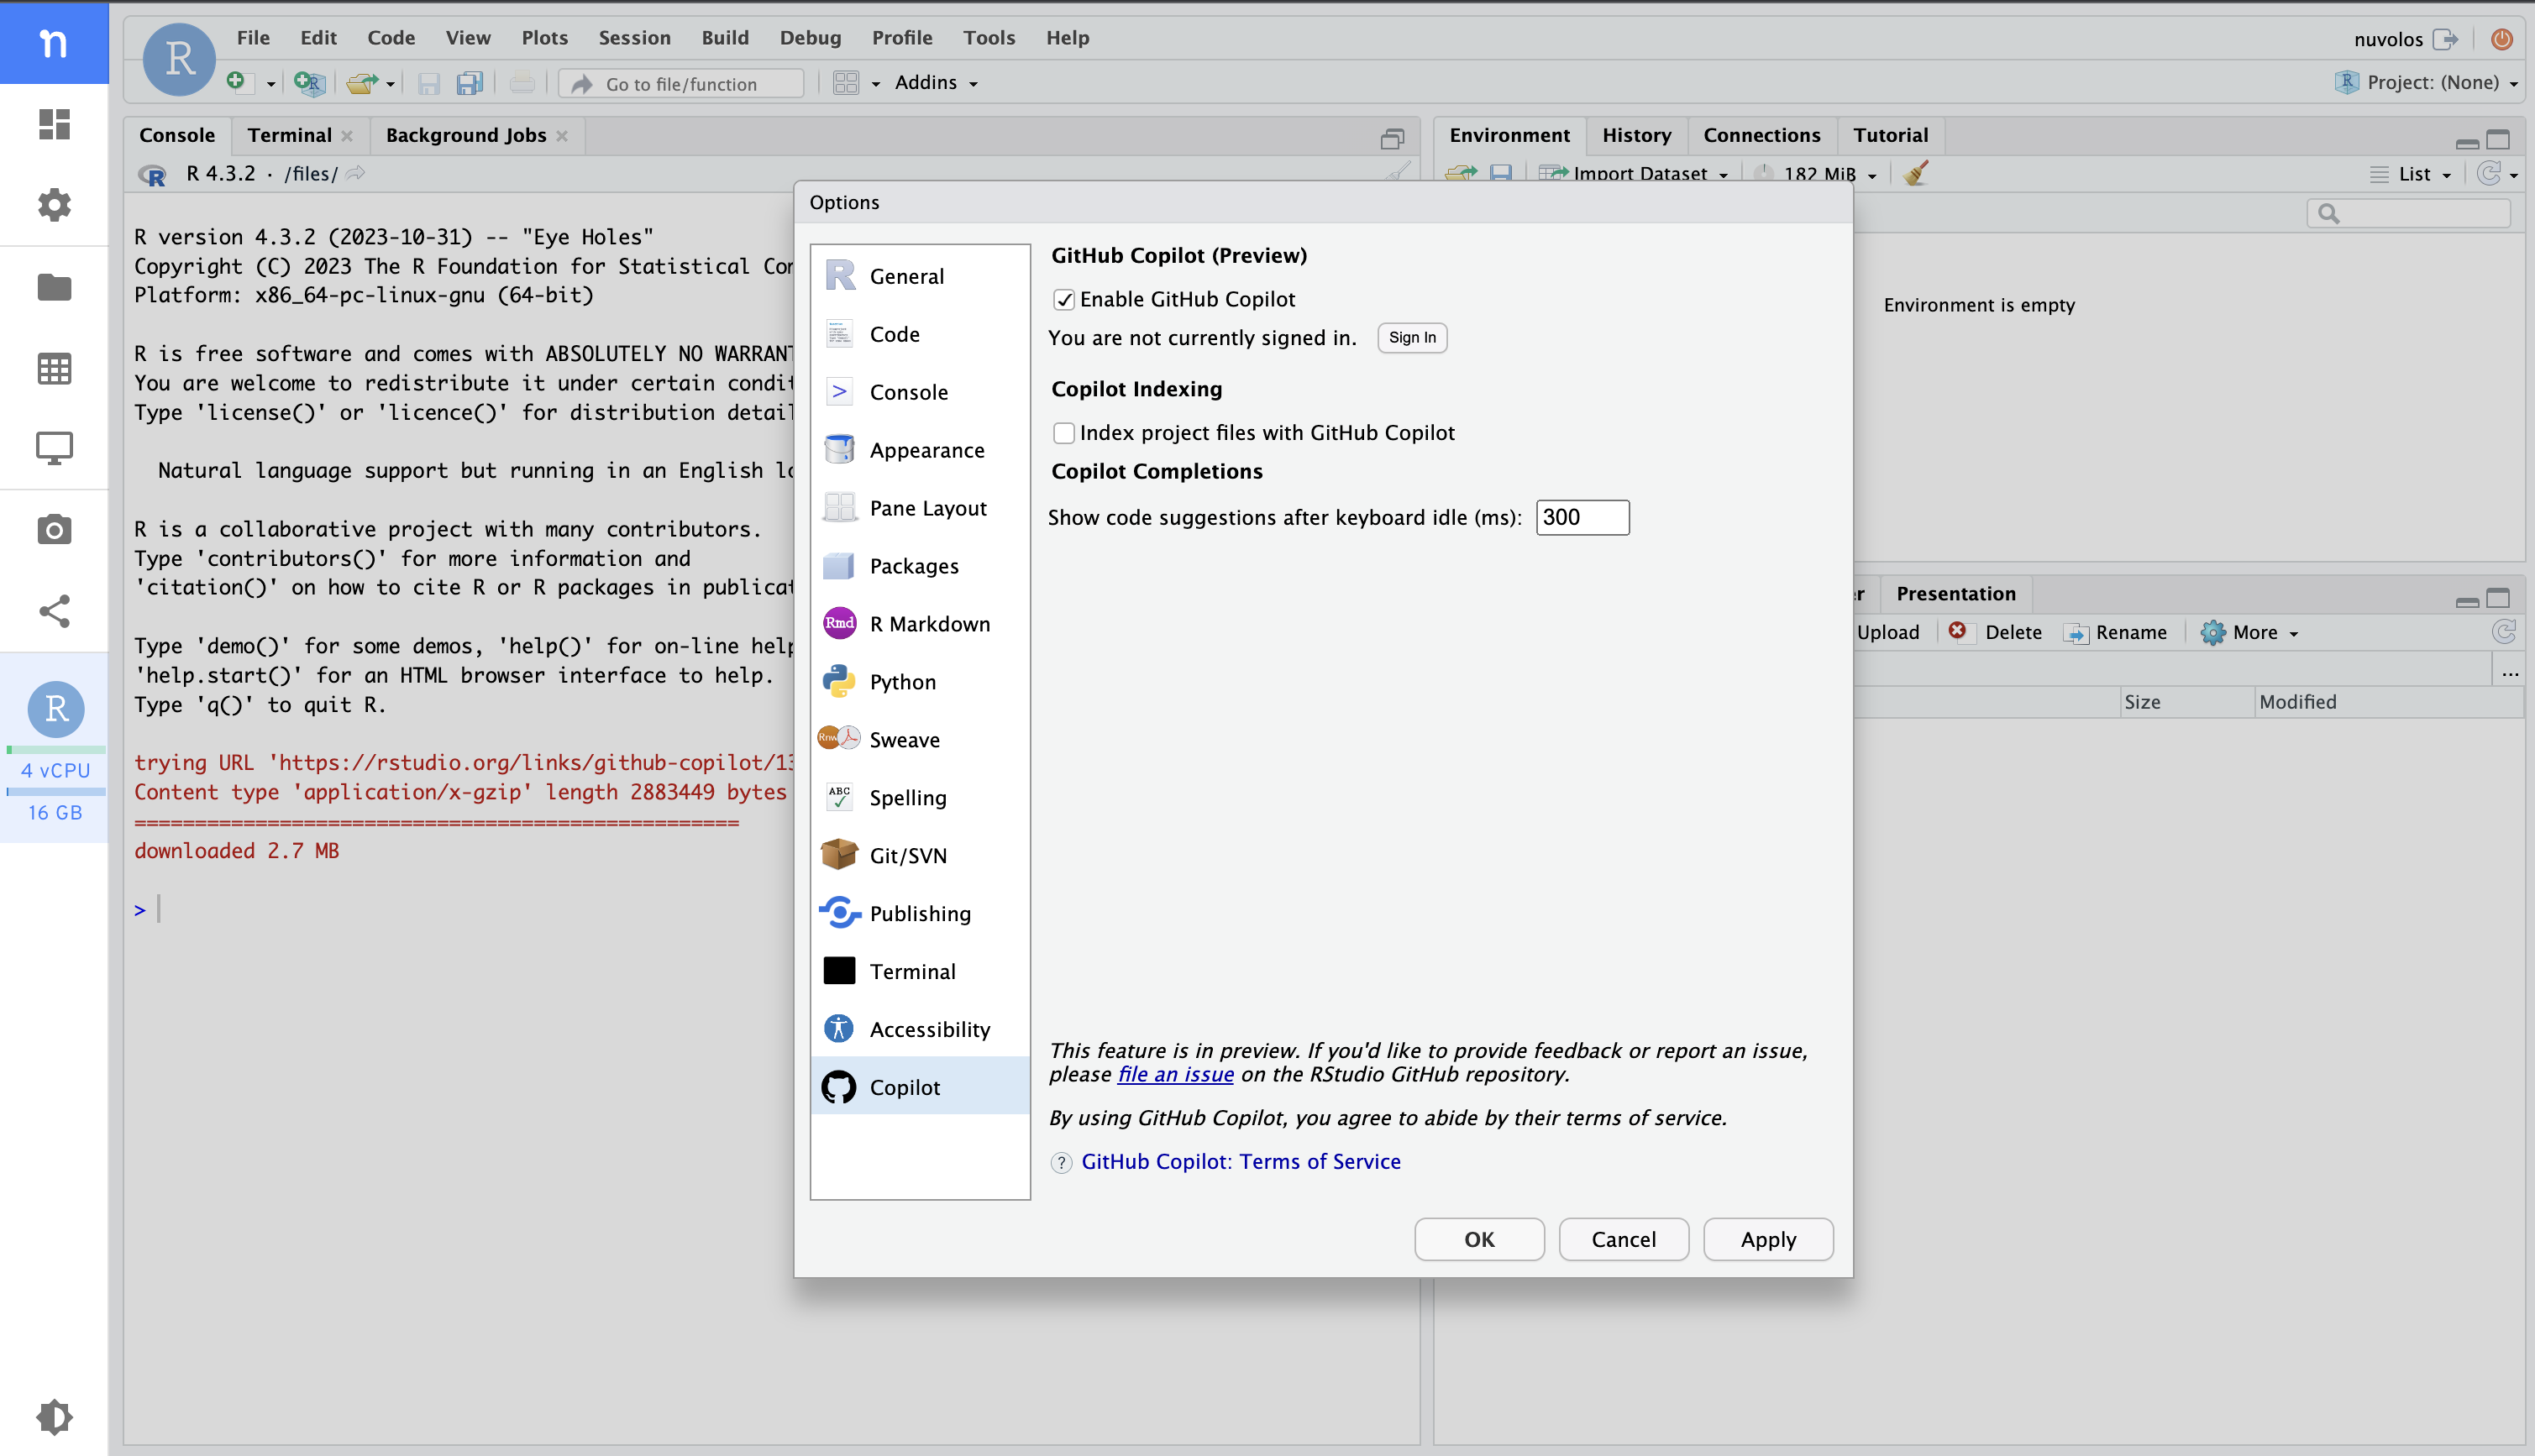 n
R
File Edit Code View Plots Session Build Debug Profile Tools Help
nuvolos
R
Go to file/function
Addins
R
Project: (None)
Console
Terminal
Background Jobs
Environment
History
Connections
Tutorial
R
R 4.3.2 · /files/
Import Dataset
182 MiB
List
R version 4.3.2 (2023-10-31) -- "Eye Holes"
Copyright (C) 2023 The R Foundation for Statistical
Platform: x86_64-pc-linux-gnu (64-bit)
R is free software and comes with ABSOLUTELY NO
You are welcome to redistribute it under certain
Type 'license()' or 'licence()' for distribution
Natural language support but running in an English
R is a collaborative project with many contributors.
Type 'contributors()' for more information and
'citation()' on how to cite R or R packages in
Type 'demo()' for some demos, 'help()' for on-line
'help.start()' for an HTML browser interface to help.
Type 'q()' to quit R.
trying URL 'https://rstudio.org/links/github-copilot/13
Content type 'application/x-gzip' length 2883449 bytes
==================================================
downloaded 2.7 MB
>
R
4 vCPU
16 GB
Options
R
General
Code
>
Console
Appearance
Pane Layout
Packages
Rmd
R Markdown
Python
Rnw
Sweave
ABC
Spelling
Git/SVN
Publishing
Terminal
Accessibility
Copilot
GitHub Copilot (Preview)
Enable GitHub Copilot
You are not currently signed in.
Sign In
Copilot Indexing
Index project files with GitHub Copilot
Copilot Completions
Show code suggestions after keyboard idle (ms):
300
This feature is in preview. If you'd like to provide feedback or report an issue,
please file an issue on the RStudio GitHub repository.
By using GitHub Copilot, you agree to abide by their terms of service.
?
GitHub Copilot: Terms of Service
OK
Cancel
Apply
Environment is empty
Presentation
Upload
Delete
Rename
More
...
Size
Modified